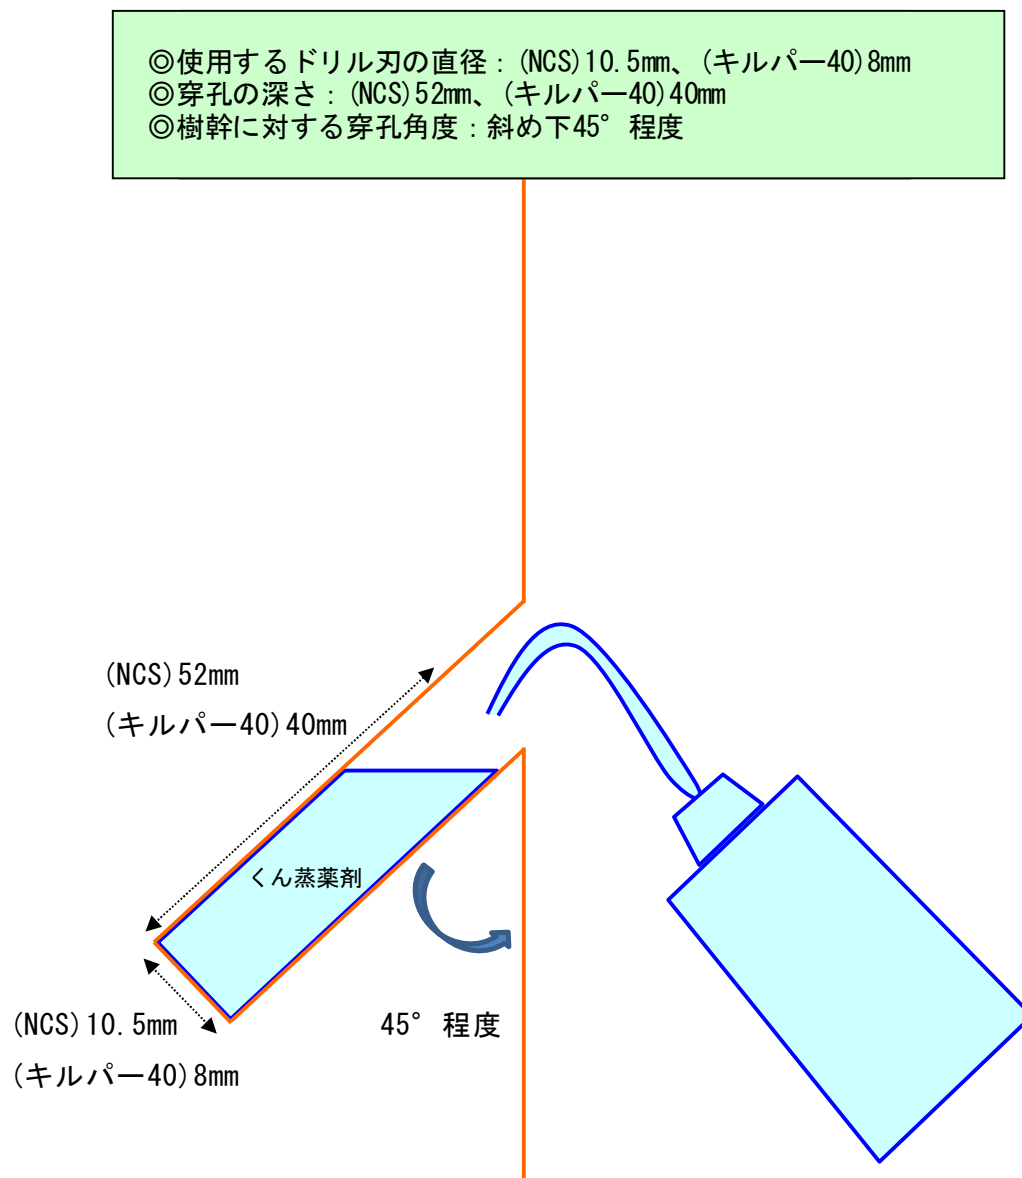 ◎使用するドリル刃の直径：(NCS)10.5mm、(キルパー40)8mm
◎穿孔の深さ：(NCS)52mm、(キルパー40)40mm
◎樹幹に対する穿孔角度：斜め下45°程度
(NCS)52mm
(キルパー40)40mm
くん蒸薬剤
(NCS)10.5mm
45°程度
(キルパー40)8mm